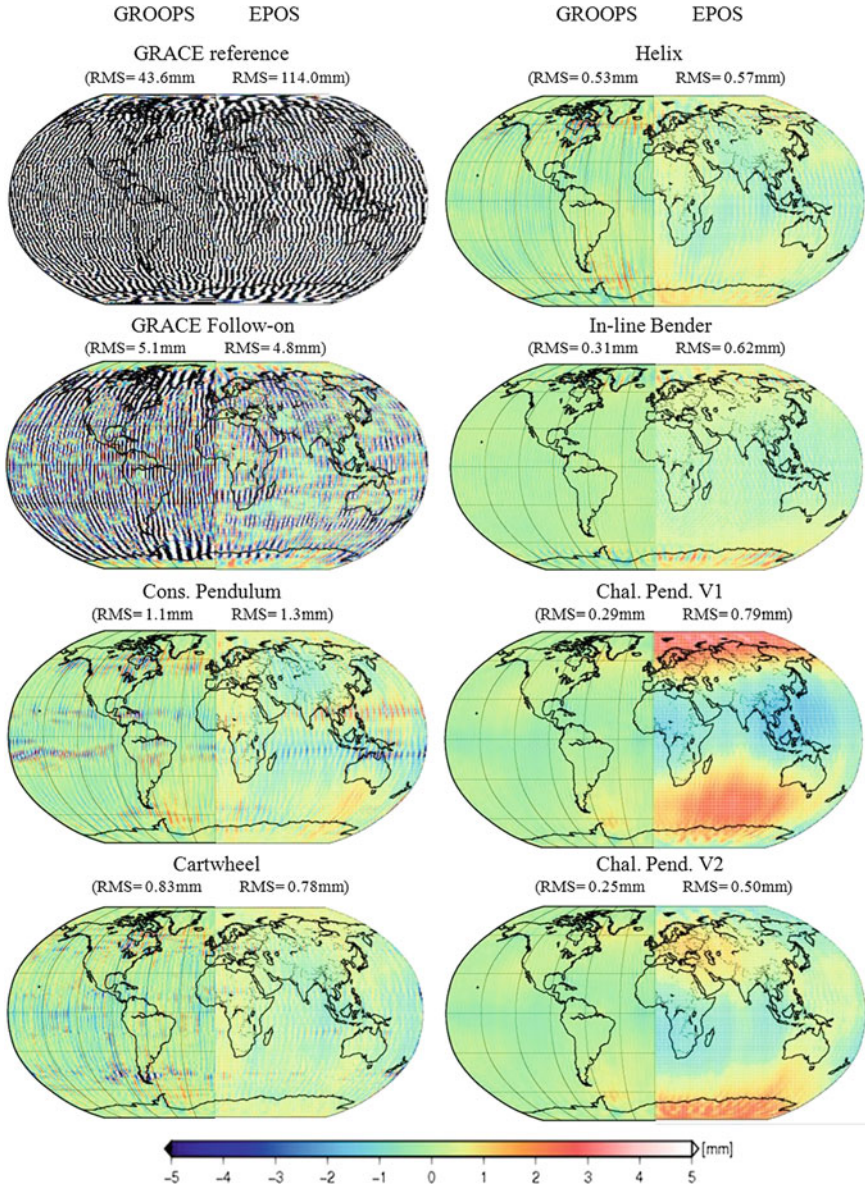 GROOPS EPOS GROOPS EPOS
GRACE reference
(RMS= 43.6mm RMS= 114.0mm)
Helix
(RMS= 0.53mm RMS= 0.57mm)
GRACE Follow-on
(RMS= 5.1mm RMS= 4.8mm)
In-line Bender
(RMS= 0.31mm RMS= 0.62mm)
Cons. Pendulum
(RMS= 1.1mm RMS= 1.3mm)
Chal. Pend. V1
(RMS= 0.29mm RMS= 0.79mm)
Cartwheel
(RMS= 0.83mm RMS= 0.78mm)
Chal. Pend. V2
(RMS= 0.25mm RMS= 0.50mm)
[mm]
−5 −4 −3 −2 −1 0 1 2 3 4 5